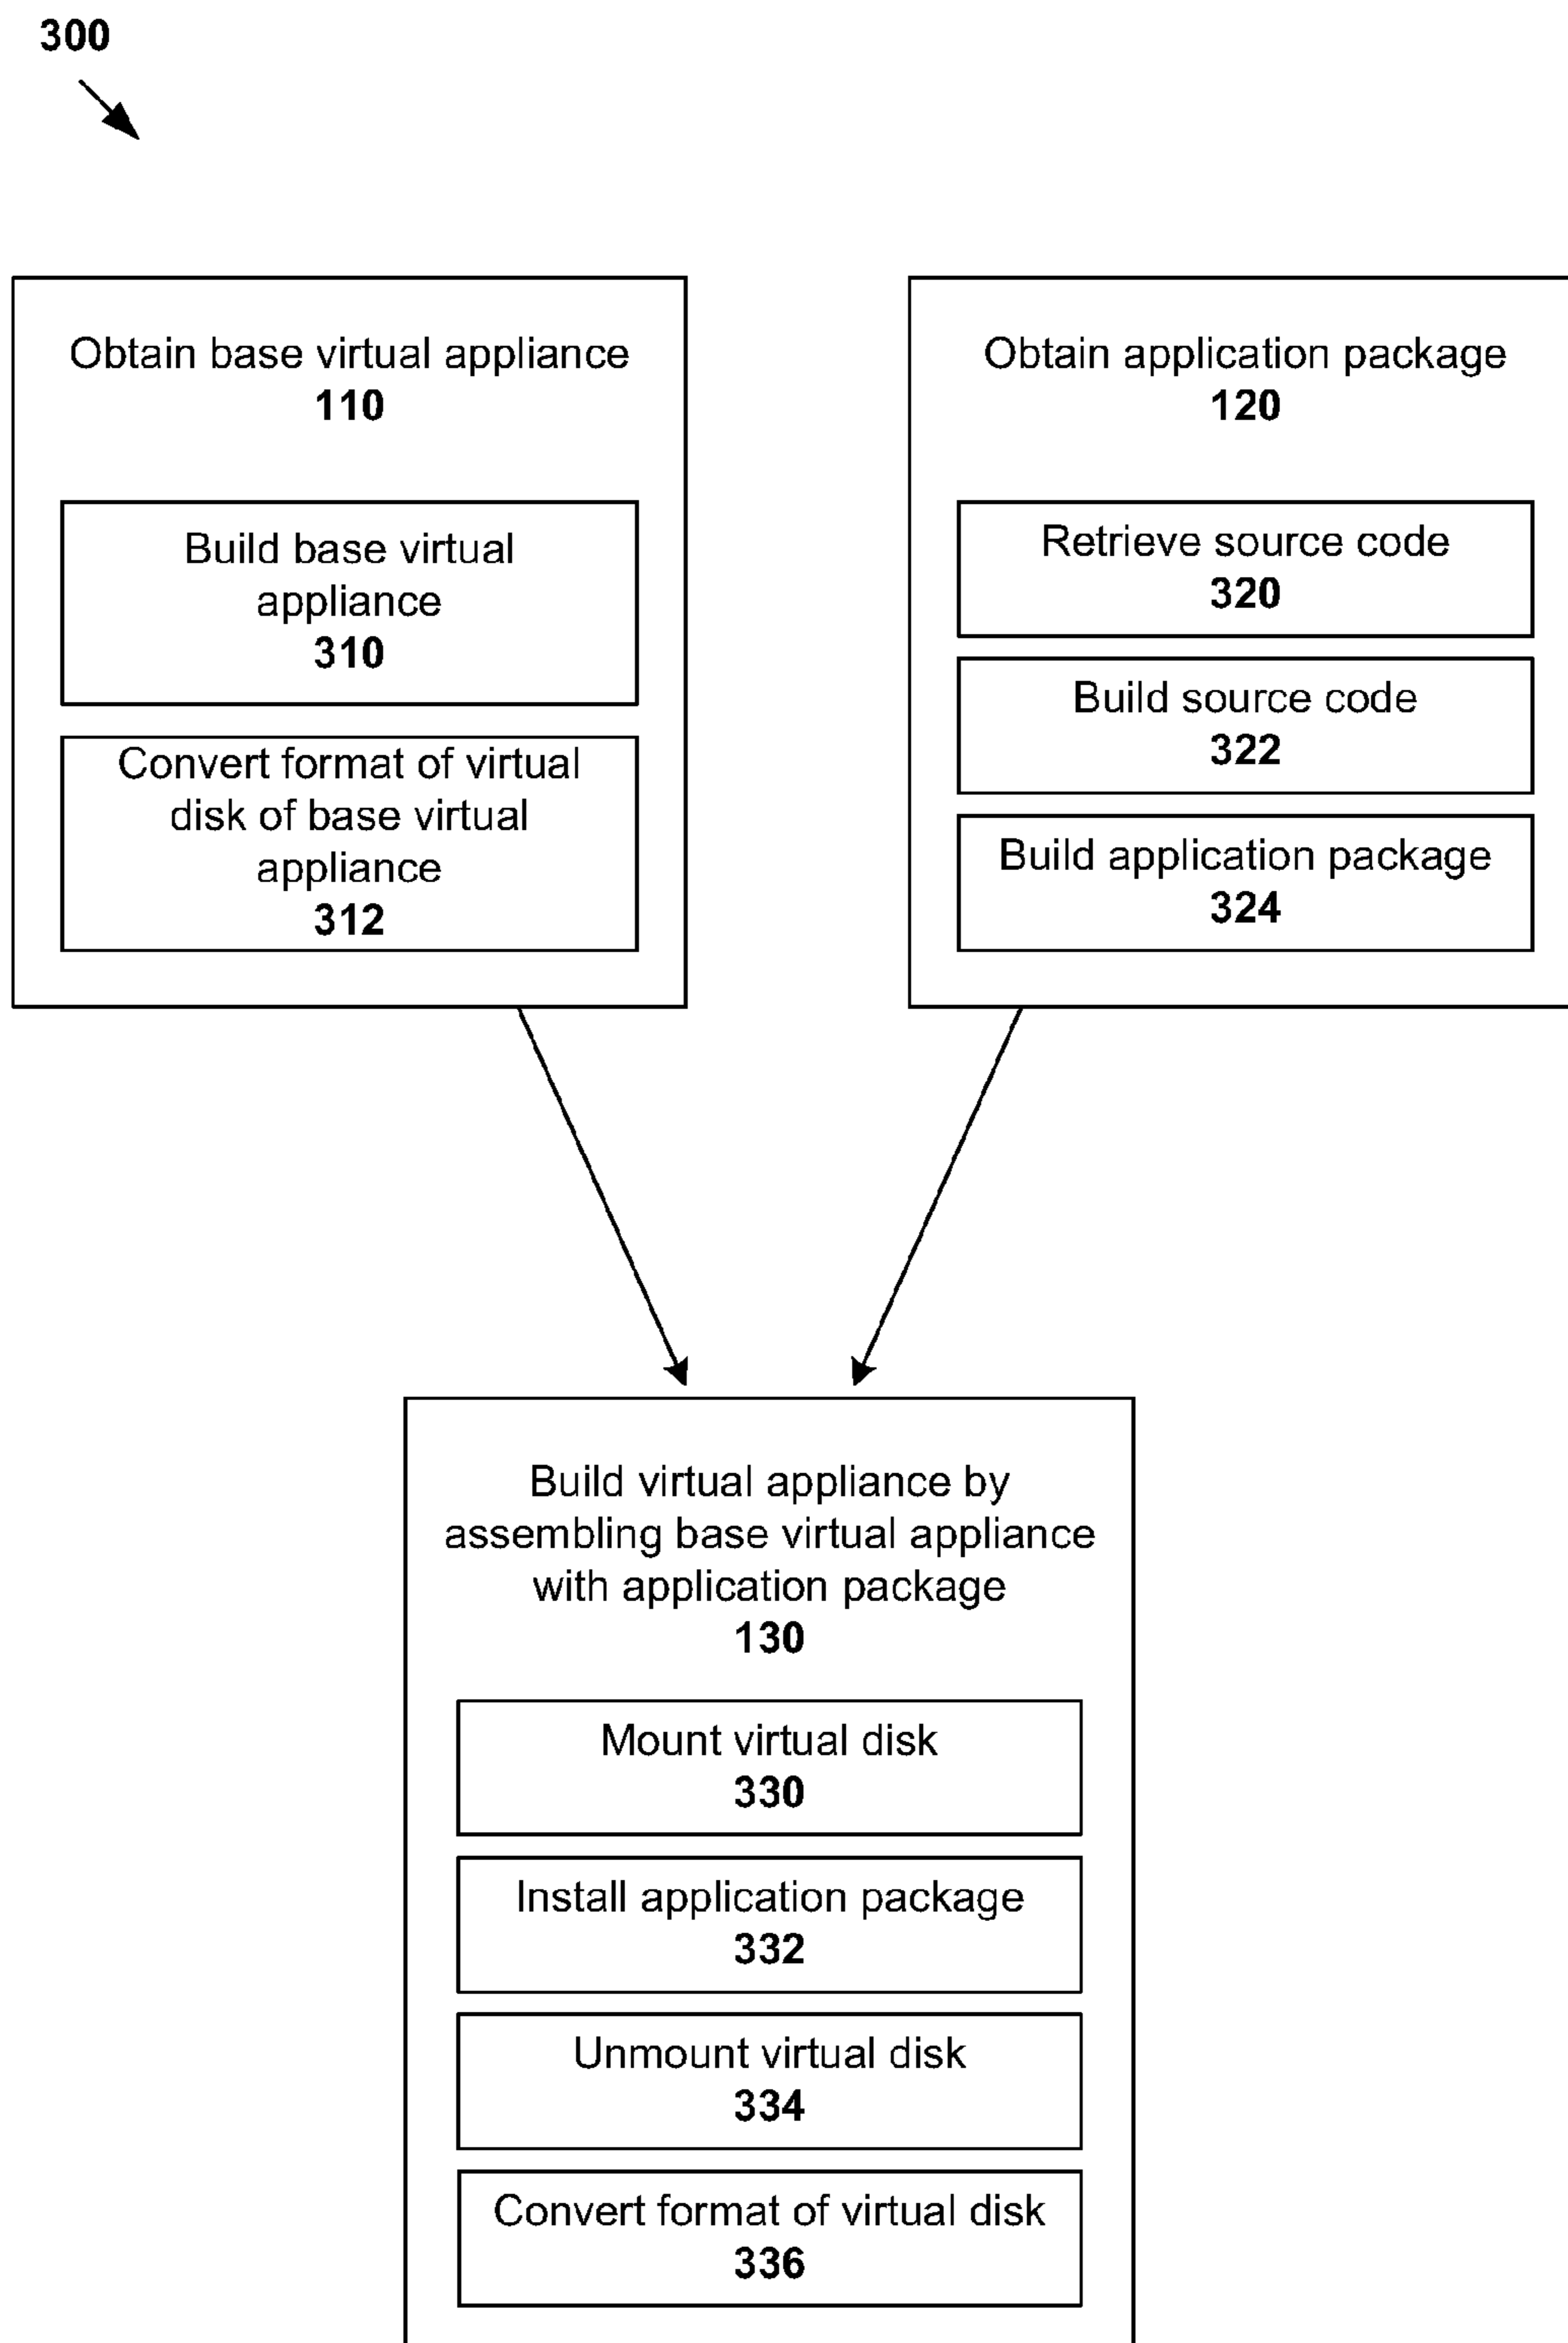 300
Obtain base virtual appliance
110
Build base virtual
appliance
310
Convert format of virtual
disk of base virtual
appliance
312
Obtain application package
120
Retrieve source code
320
Build source code
322
Build application package
324
Build virtual appliance by
assembling base virtual appliance
with application package
130
Mount virtual disk
330
Install application package
332
Unmount virtual disk
334
Convert format of virtual disk
336